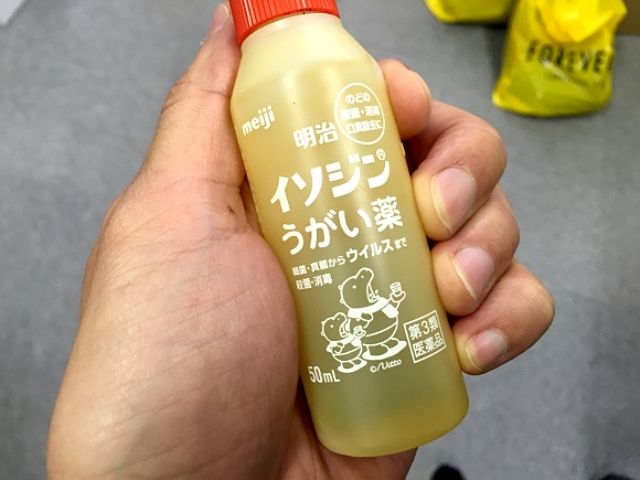 meiji
明治
のどの
殺菌・消毒
口臭除去に
イソジン®
うがい薬
細菌・真菌からウイルスまで
殺菌・消毒
第3類
医薬品
50mL
©Nitto
FOREVER